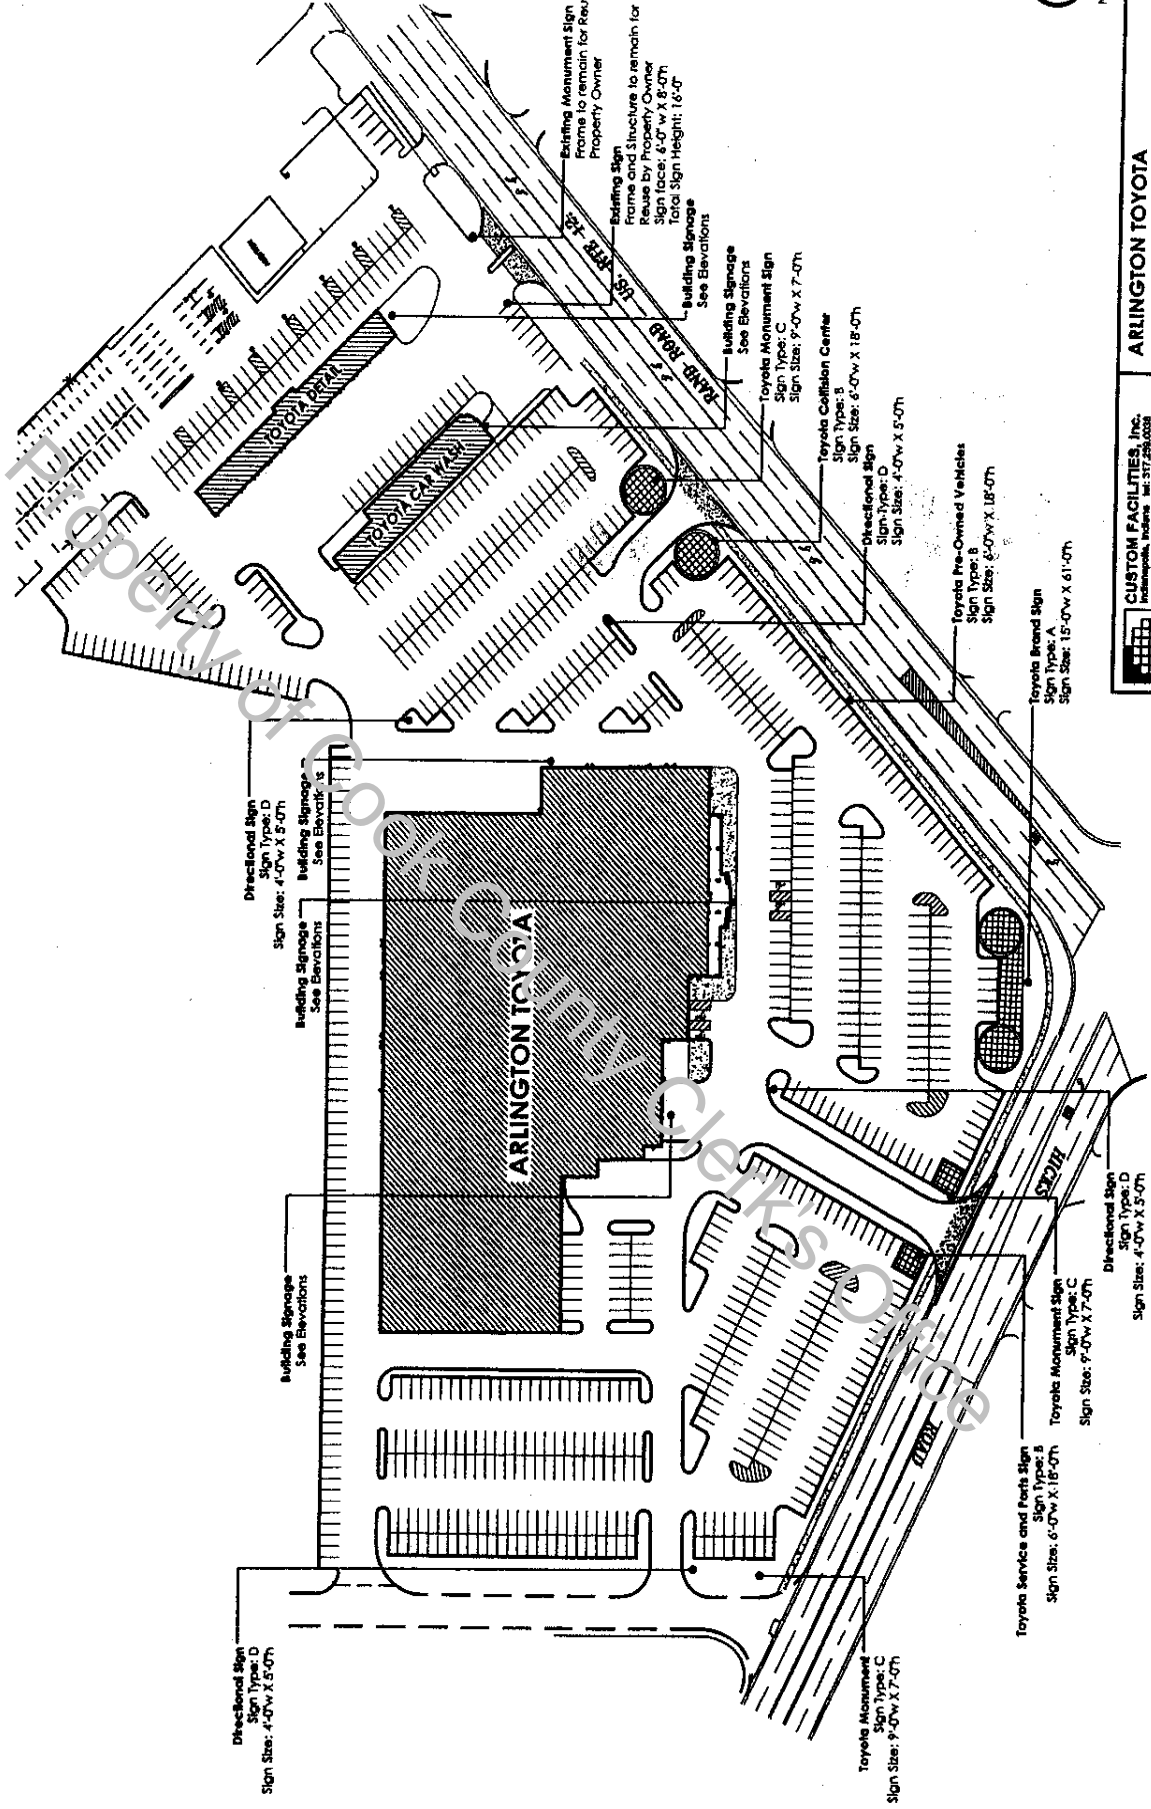 Directional Sign
Sign Type: D
Sign Size: 4'-0"w X 5'-0"h
Building Signage
See Elevations
Building Signage
See Elevations
Directional Sign
Sign Type: D
Sign Size: 4'-0"w X 5'-0"h
Building Signage
See Elevations
ARLINGTON TOYOTA
TOYOTA DETAIL
TOYOTA CAR WASH
Existing Monument Sign
Frame to remain for Reu
Property Owner
Existing Sign
Frame and Structure to remain for
Reuse by Property Owner
Sign face: 6'-0" w X 8'-0"h
Total Sign Height: 16'-0"
Building Signage
See Elevations
Building Signage
See Elevations
Toyota Monument Sign
Sign Type: C
Sign Size: 9'-0"w X 7'-0"h
Toyota Collision Center
Sign Type: B
Sign Size: 6'-0"w X 18'-0"h
Directional Sign
Sign Type: D
Sign Size: 4'-0"w X 5'-0"h
Toyota Pre-Owned Vehicles
Sign Type: B
Sign Size: 6'-0"w X 18'-0"h
Toyota Brand Sign
Sign Type: A
Sign Size: 15'-0"w X 61'-0"h
US. RTE 12.
RAND ROAD
HICKS
ROAD
Toyota Monument
Sign Type: C
Sign Size: 9'-0"w X 7'-0"h
Toyota Service and Parts Sign
Sign Type: B
Sign Size: 6'-0"w X 18'-0"h
Toyota Monument Sign
Sign Type: C
Sign Size: 9'-0"w X 7'-0"h
Directional Sign
Sign Type: D
Sign Size: 4'-0"w X 5'-0"h
CUSTOM FACILITIES, Inc.
Indianapolis, Indiana tel: 317.259.0038
ARLINGTON TOYOTA
Property of Cook County Clerk's Office